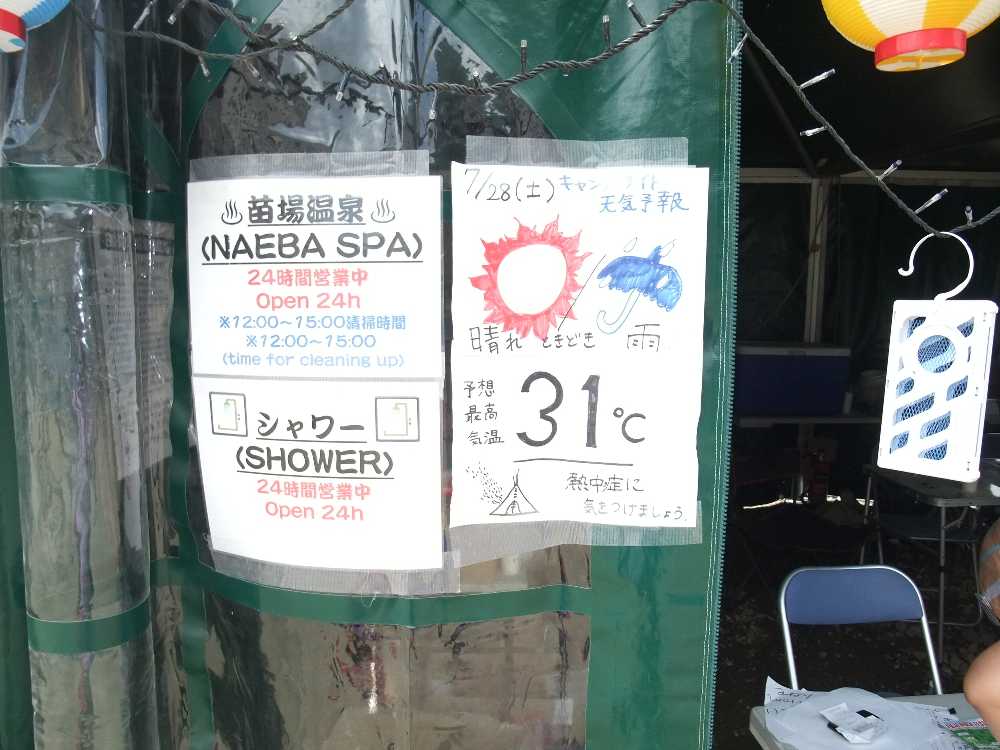 苗場温泉
(NAEBA SPA)
24時間営業中
Open 24h
※12:00～15:00清掃時間
※12:00～15:00
(time for cleaning up)
シャワー
(SHOWER)
24時間営業中
Open 24h
7/28(土)
天気予報
晴れ ときどき 雨
予想
最高
気温
31℃
熱中症に
気をつけましょう。